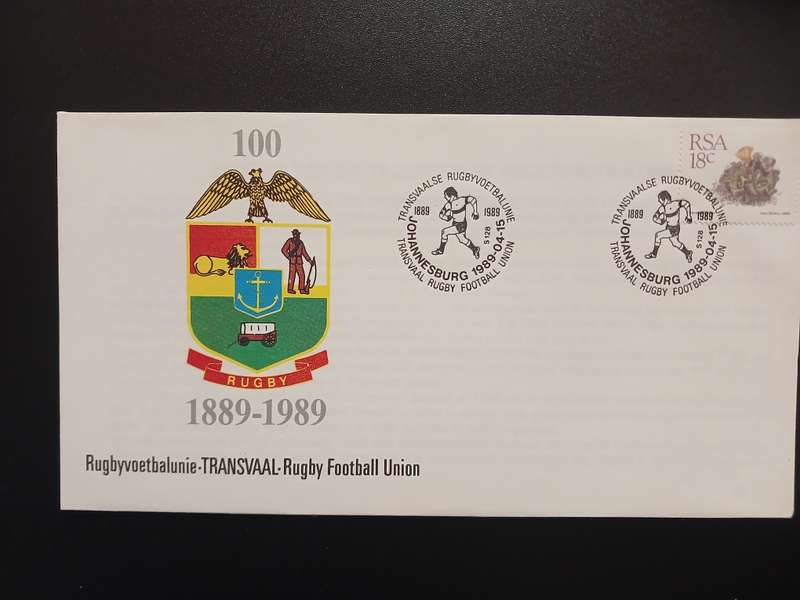 100
RUGBY
1889-1989
Rugbyvoetbalunie·TRANSVAAL·Rugby Football Union
TRANSVAALSE RUGBYVOETBALUNIE
1889 1989
S 128
JOHANNESBURG 1989-04-15
TRANSVAAL RUGBY FOOTBALL UNION
RSA
18c
TRANSVAALSE RUGBYVOETBALUNIE
1889 1989
S 128
JOHANNESBURG 1989-04-15
TRANSVAAL RUGBY FOOTBALL UNION